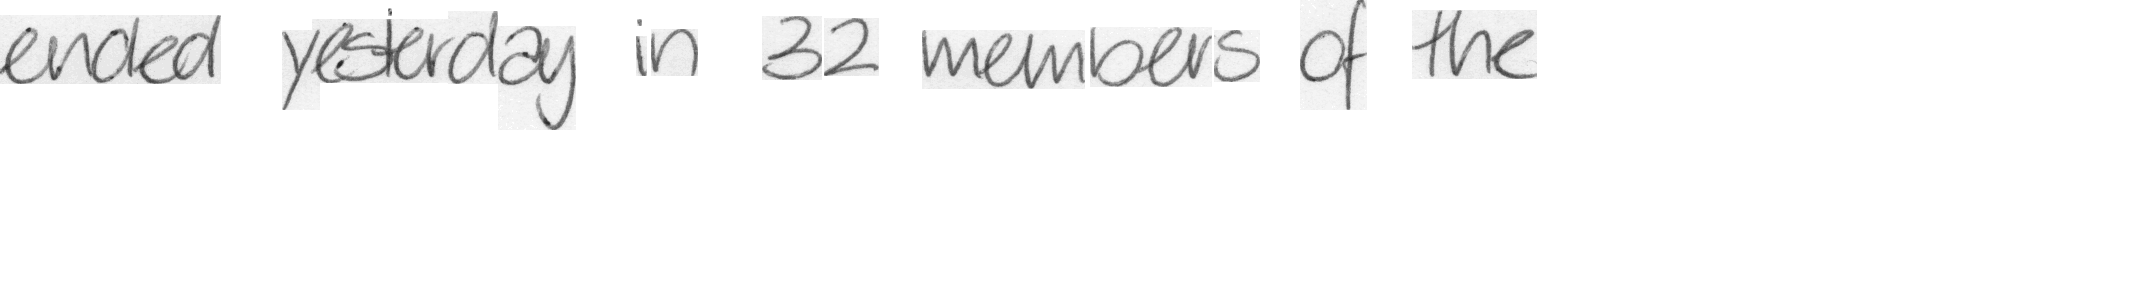 ended yesterday in 32 members of the